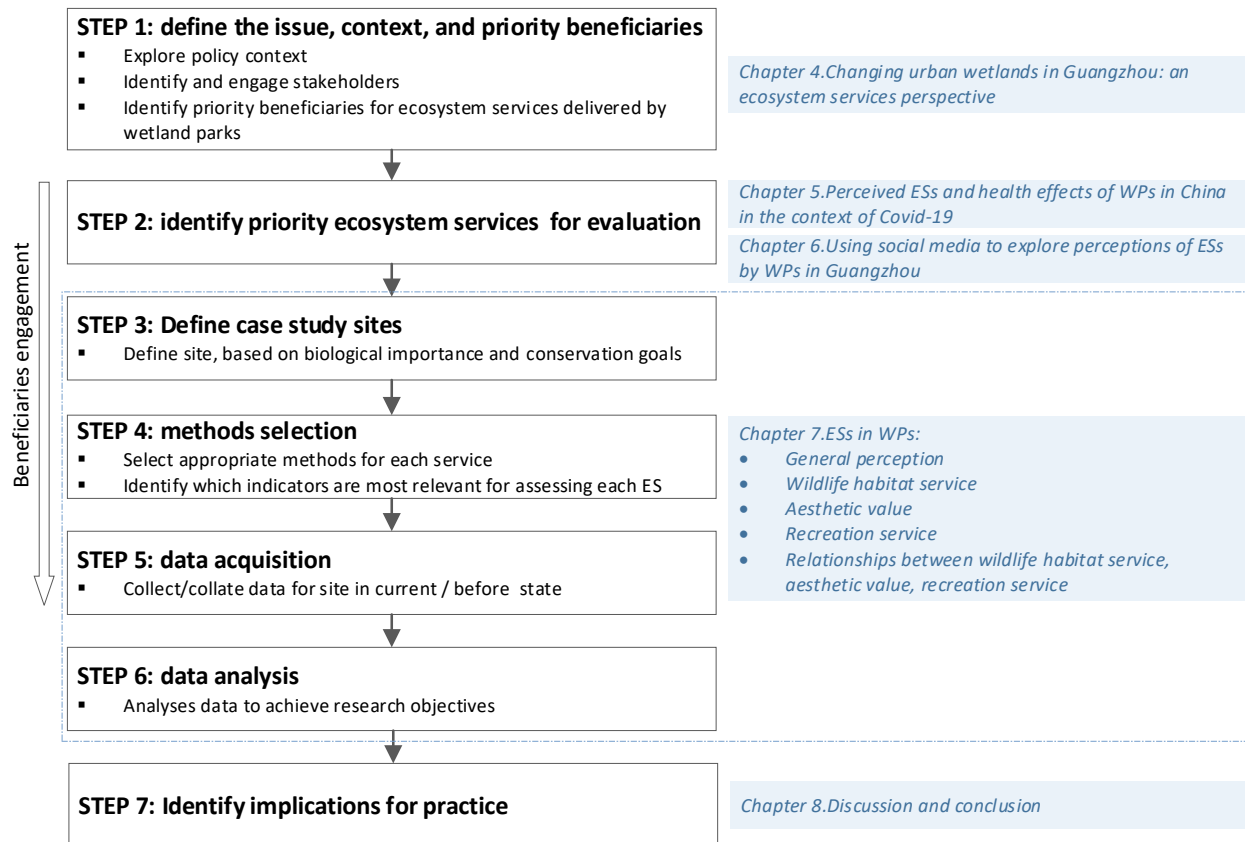 STEP 1: define the issue, context, and priority beneficiaries
▪ Explore policy context
▪ Identify and engage stakeholders
▪ Identify priority beneficiaries for ecosystem services delivered by
wetland parks
Chapter 4.Changing urban wetlands in Guangzhou: an
ecosystem services perspective
Beneficiaries engagement
STEP 2: identify priority ecosystem services for evaluation
Chapter 5.Perceived ESs and health effects of WPs in China
in the context of Covid-19
Chapter 6.Using social media to explore perceptions of ESs
by WPs in Guangzhou
STEP 3: Define case study sites
▪ Define site, based on biological importance and conservation goals
STEP 4: methods selection
▪ Select appropriate methods for each service
▪ Identify which indicators are most relevant for assessing each ES
Chapter 7.ESs in WPs:
• General perception
• Wildlife habitat service
• Aesthetic value
• Recreation service
• Relationships between wildlife habitat service,
aesthetic value, recreation service
STEP 5: data acquisition
▪ Collect/collate data for site in current / before state
STEP 6: data analysis
▪ Analyses data to achieve research objectives
STEP 7: Identify implications for practice
Chapter 8.Discussion and conclusion